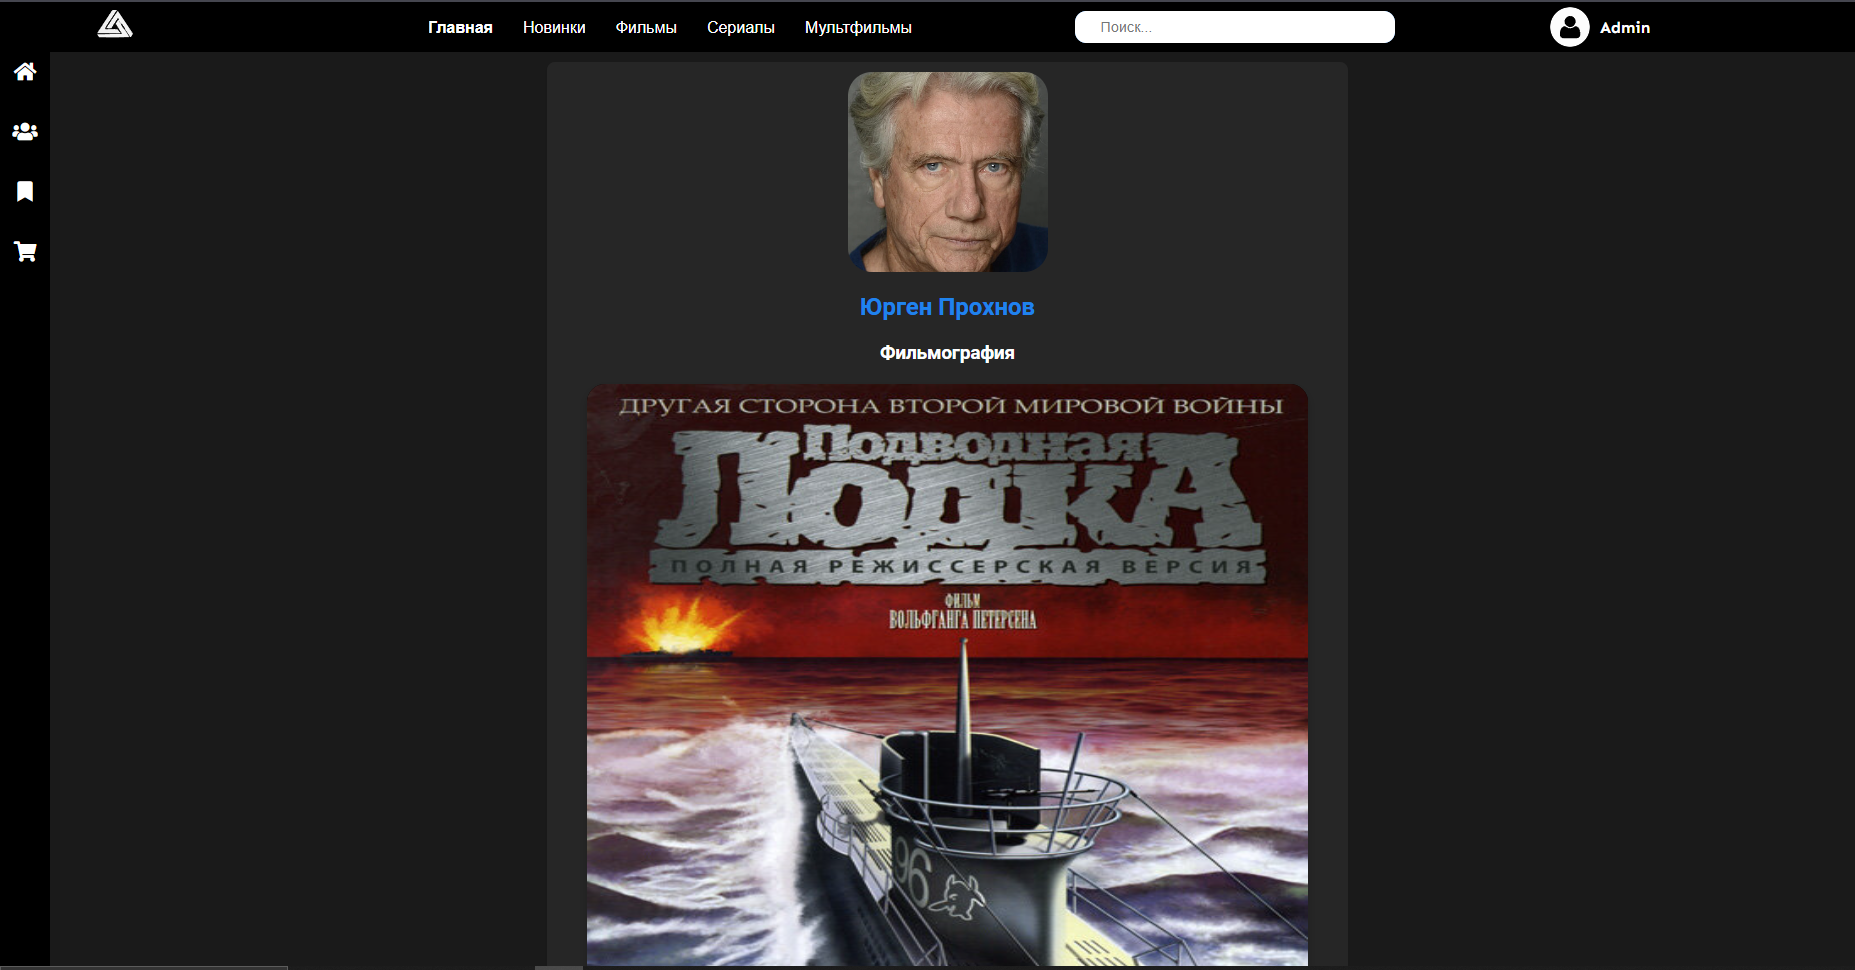 Главная Новинки Фильмы Сериалы Мультфильмы Поиск... Admin
Юрген Прохнов
Фильмография
ДРУГАЯ СТОРОНА ВТОРОЙ МИРОВОЙ ВОЙНЫ
Подводная
ЛОДКА
ПОЛНАЯ РЕЖИССЕРСКАЯ ВЕРСИЯ
ФИЛЬМ
ВОЛЬФГАНГА ПЕТЕРСЕНА
96